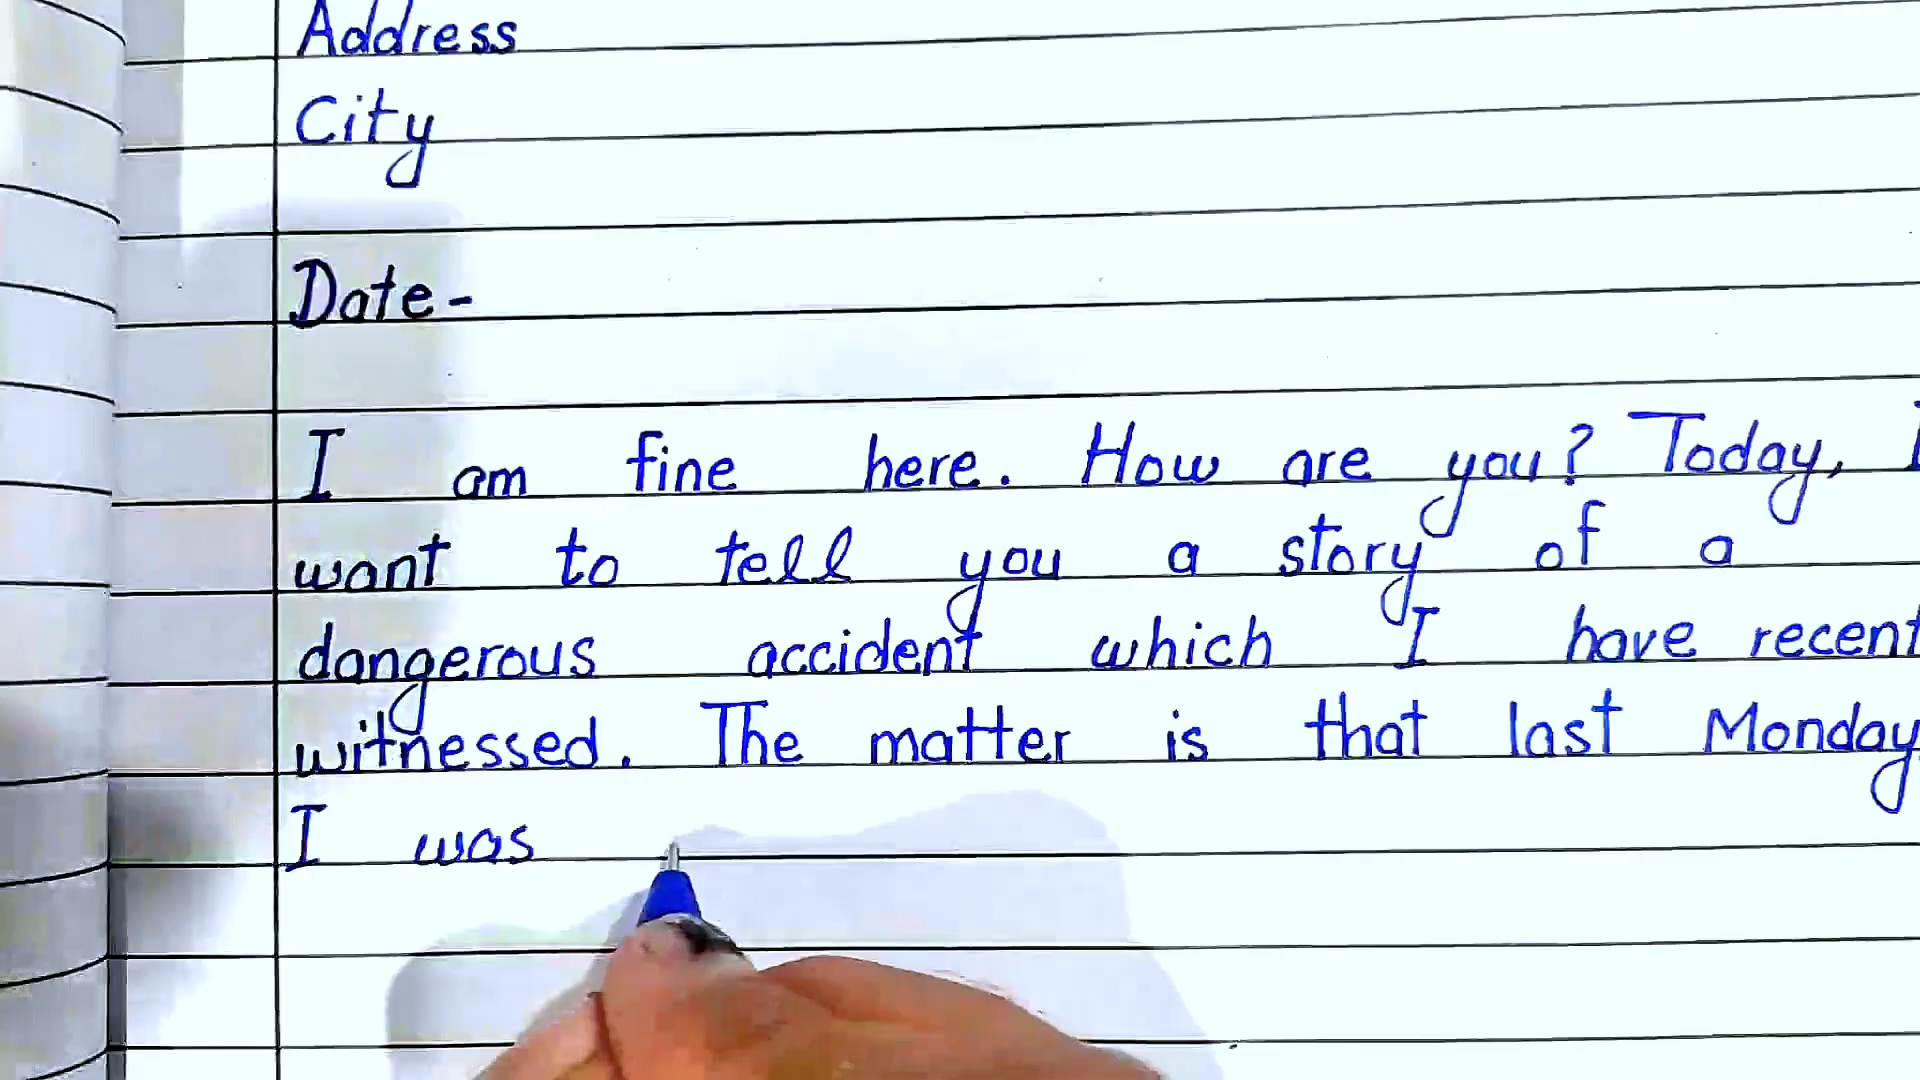 Address
City
Date-
I am fine here. How are you? Today, I
want to tell you a story of a
dangerous accident which I have recent
witnessed. The matter is that last Monday
I was